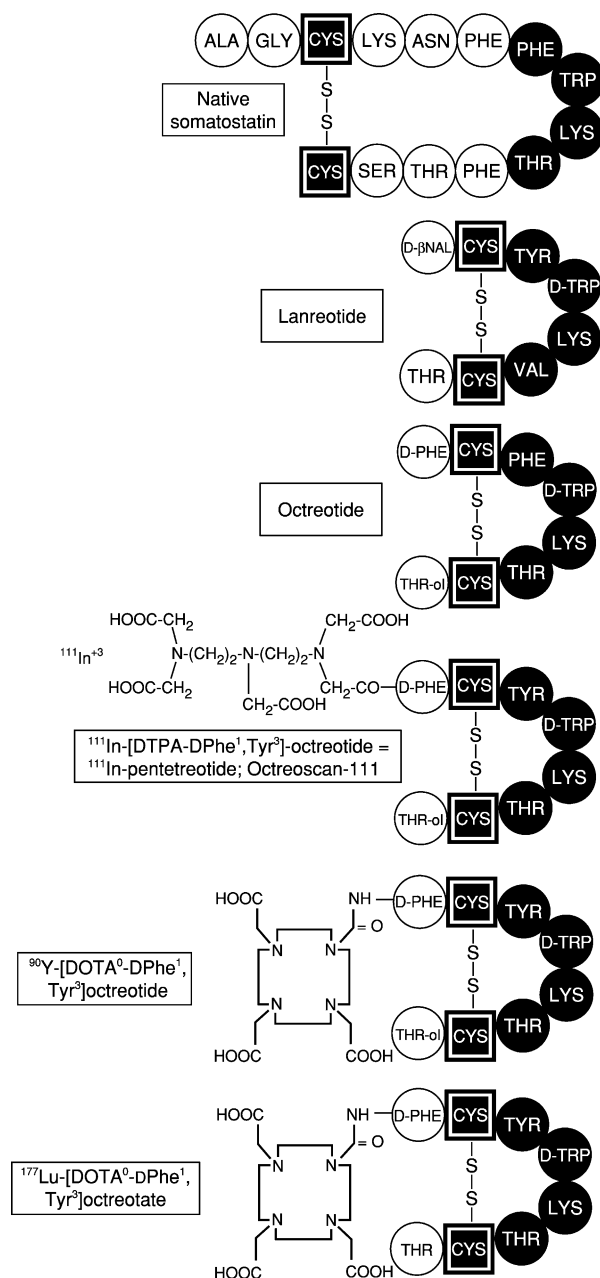 ALA GLY CYS LYS ASN PHE PHE
TRP
S
Native
somatostatin
S
LYS
CYS SER THR PHE THR
D-βNAL CYS TYR
D-TRP
S
Lanreotide
S
LYS
THR CYS VAL
D-PHE CYS PHE
D-TRP
S
Octreotide
S
LYS
THR-ol CYS THR
HOOC-CH2 CH2-COOH
111In+3 N-(CH2)2-N-(CH2)2-N
HOOC-CH2 CH2-COOH CH2-CO D-PHE CYS TYR
D-TRP
S
111In-[DTPA-DPhe1,Tyr3]-octreotide =
111In-pentetreotide; Octreoscan-111
S
LYS
THR-ol CYS THR
HOOC NH D-PHE CYS TYR
= O
N N
D-TRP
S
90Y-[DOTA0-DPhe1,
Tyr3]octreotide
S
LYS
N N
THR-ol CYS THR
HOOC COOH
HOOC NH D-PHE CYS TYR
= O
N N
D-TRP
S
177Lu-[DOTA0-DPhe1,
Tyr3]octreotate
S
LYS
N N
THR CYS THR
HOOC COOH